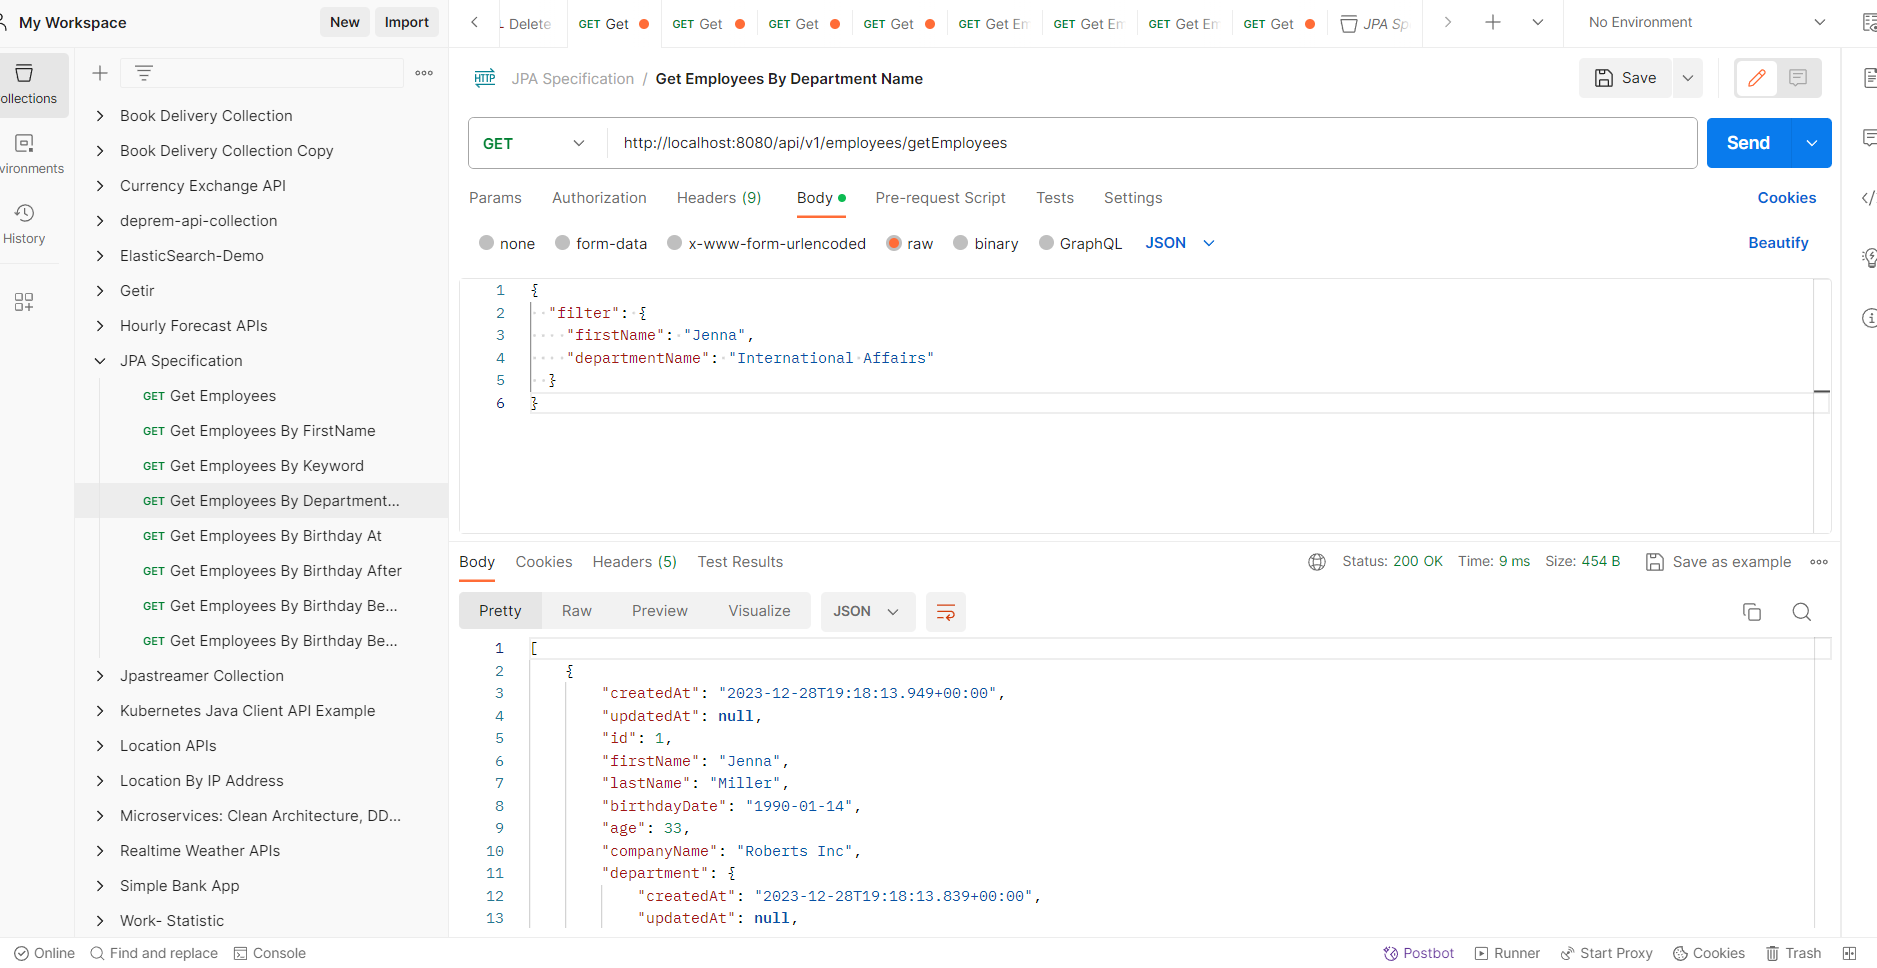 My Workspace
New
Import
Delete
GET Get
GET Get
GET Get
GET Get
GET Get Em
GET Get Em
GET Get Em
GET Get
JPA Sp
No Environment
ollections
vironments
History
Book Delivery Collection
Book Delivery Collection Copy
Currency Exchange API
deprem-api-collection
ElasticSearch-Demo
Getir
Hourly Forecast APIs
JPA Specification
GET Get Employees
GET Get Employees By FirstName
GET Get Employees By Keyword
GET Get Employees By Department...
GET Get Employees By Birthday At
GET Get Employees By Birthday After
GET Get Employees By Birthday Be...
GET Get Employees By Birthday Be...
Jpastreamer Collection
Kubernetes Java Client API Example
Location APIs
Location By IP Address
Microservices: Clean Architecture, DD...
Realtime Weather APIs
Simple Bank App
Work- Statistic
HTTP JPA Specification / Get Employees By Department Name
Save
GET http://localhost:8080/api/v1/employees/getEmployees
Send
Params Authorization Headers (9) Body Pre-request Script Tests Settings
Cookies
none form-data x-www-form-urlencoded raw binary GraphQL JSON
Beautify
1 {
2 "filter": {
3 "firstName": "Jenna",
4 "departmentName": "International Affairs"
5 }
6 }
Body Cookies Headers (5) Test Results
Status: 200 OK Time: 9 ms Size: 454 B Save as example
Pretty Raw Preview Visualize JSON
1 [
2 {
3 "createdAt": "2023-12-28T19:18:13.949+00:00",
4 "updatedAt": null,
5 "id": 1,
6 "firstName": "Jenna",
7 "lastName": "Miller",
8 "birthdayDate": "1990-01-14",
9 "age": 33,
10 "companyName": "Roberts Inc",
11 "department": {
12 "createdAt": "2023-12-28T19:18:13.839+00:00",
13 "updatedAt": null,
Online Find and replace Console
Postbot Runner Start Proxy Cookies Trash